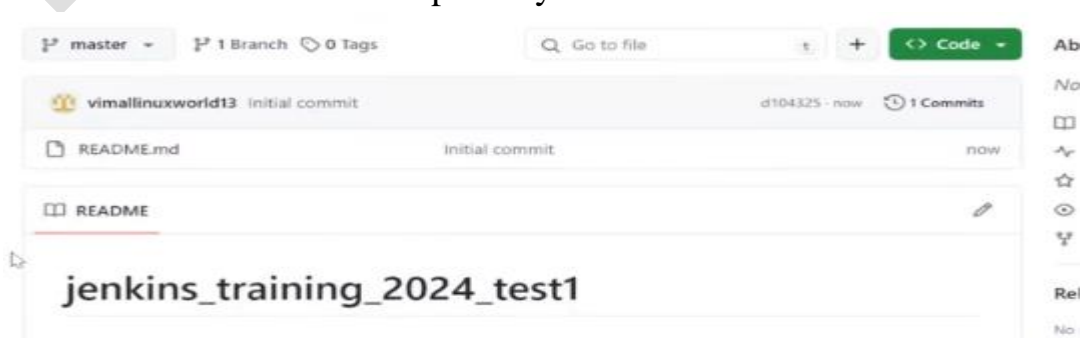 master 1 Branch 0 Tags Go to file t + <> Code Ab
vimallinuxworld13 Initial commit d104325 · now 1 Commits No
README.md Initial commit now
README
jenkins_training_2024_test1
Rel
No